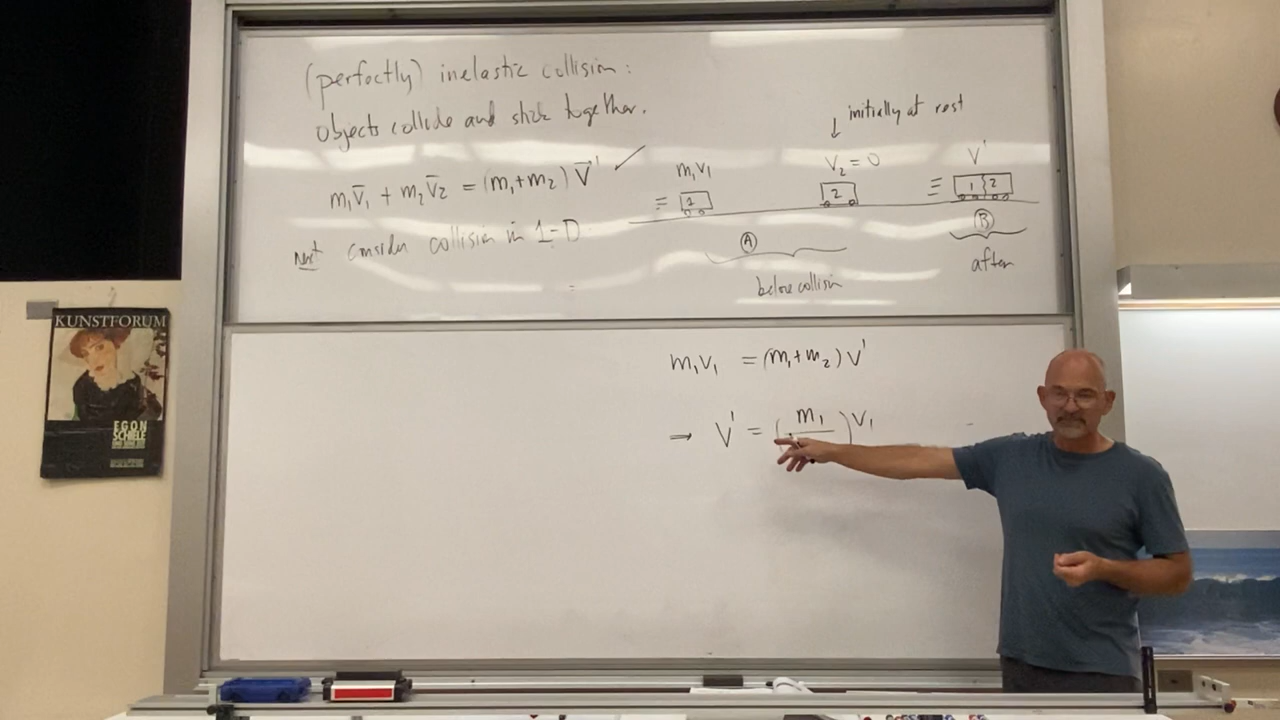 (perfectly) inelastic collision:
objects collide and stick together.
m₁v̅₁ + m₂v̅₂ = (m₁+m₂) v̅'
next consider collision in 1-D
initially at rest
m₁v₁
v₂ = 0
v'
1
2
1 2
A
B
before collision
after
m₁v₁ = (m₁+m₂) v'
→ v' = (m₁ ) v₁
KUNSTFORUM
EGON
SCHIELE